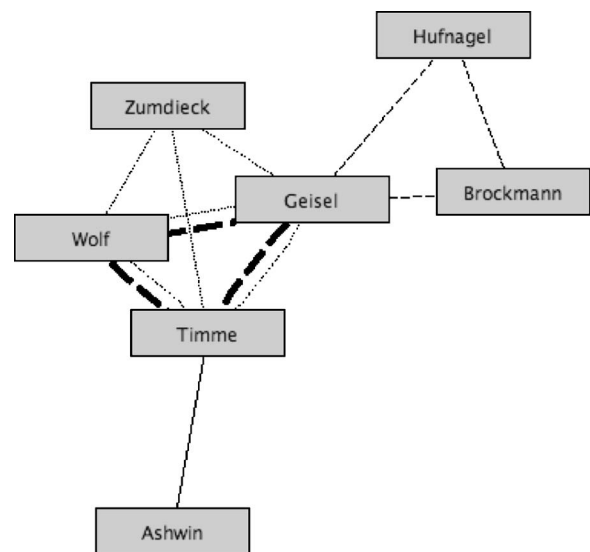 Hufnagel
Zumdieck
Geisel
Brockmann
Wolf
Timme
Ashwin